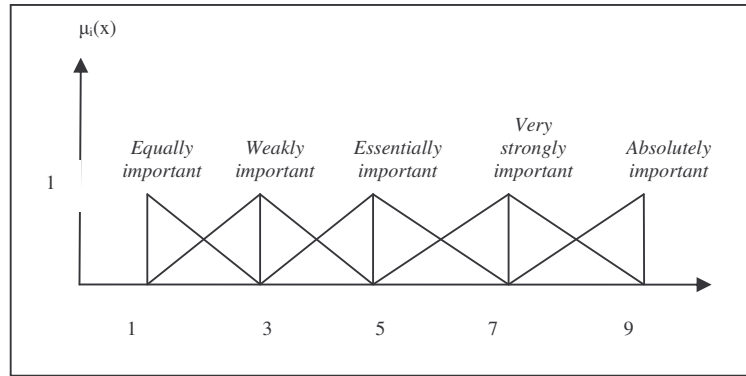 μᵢ(x)
Very
Equally Weakly Essentially strongly Absolutely
important important important important important
1
1 3 5 7 9